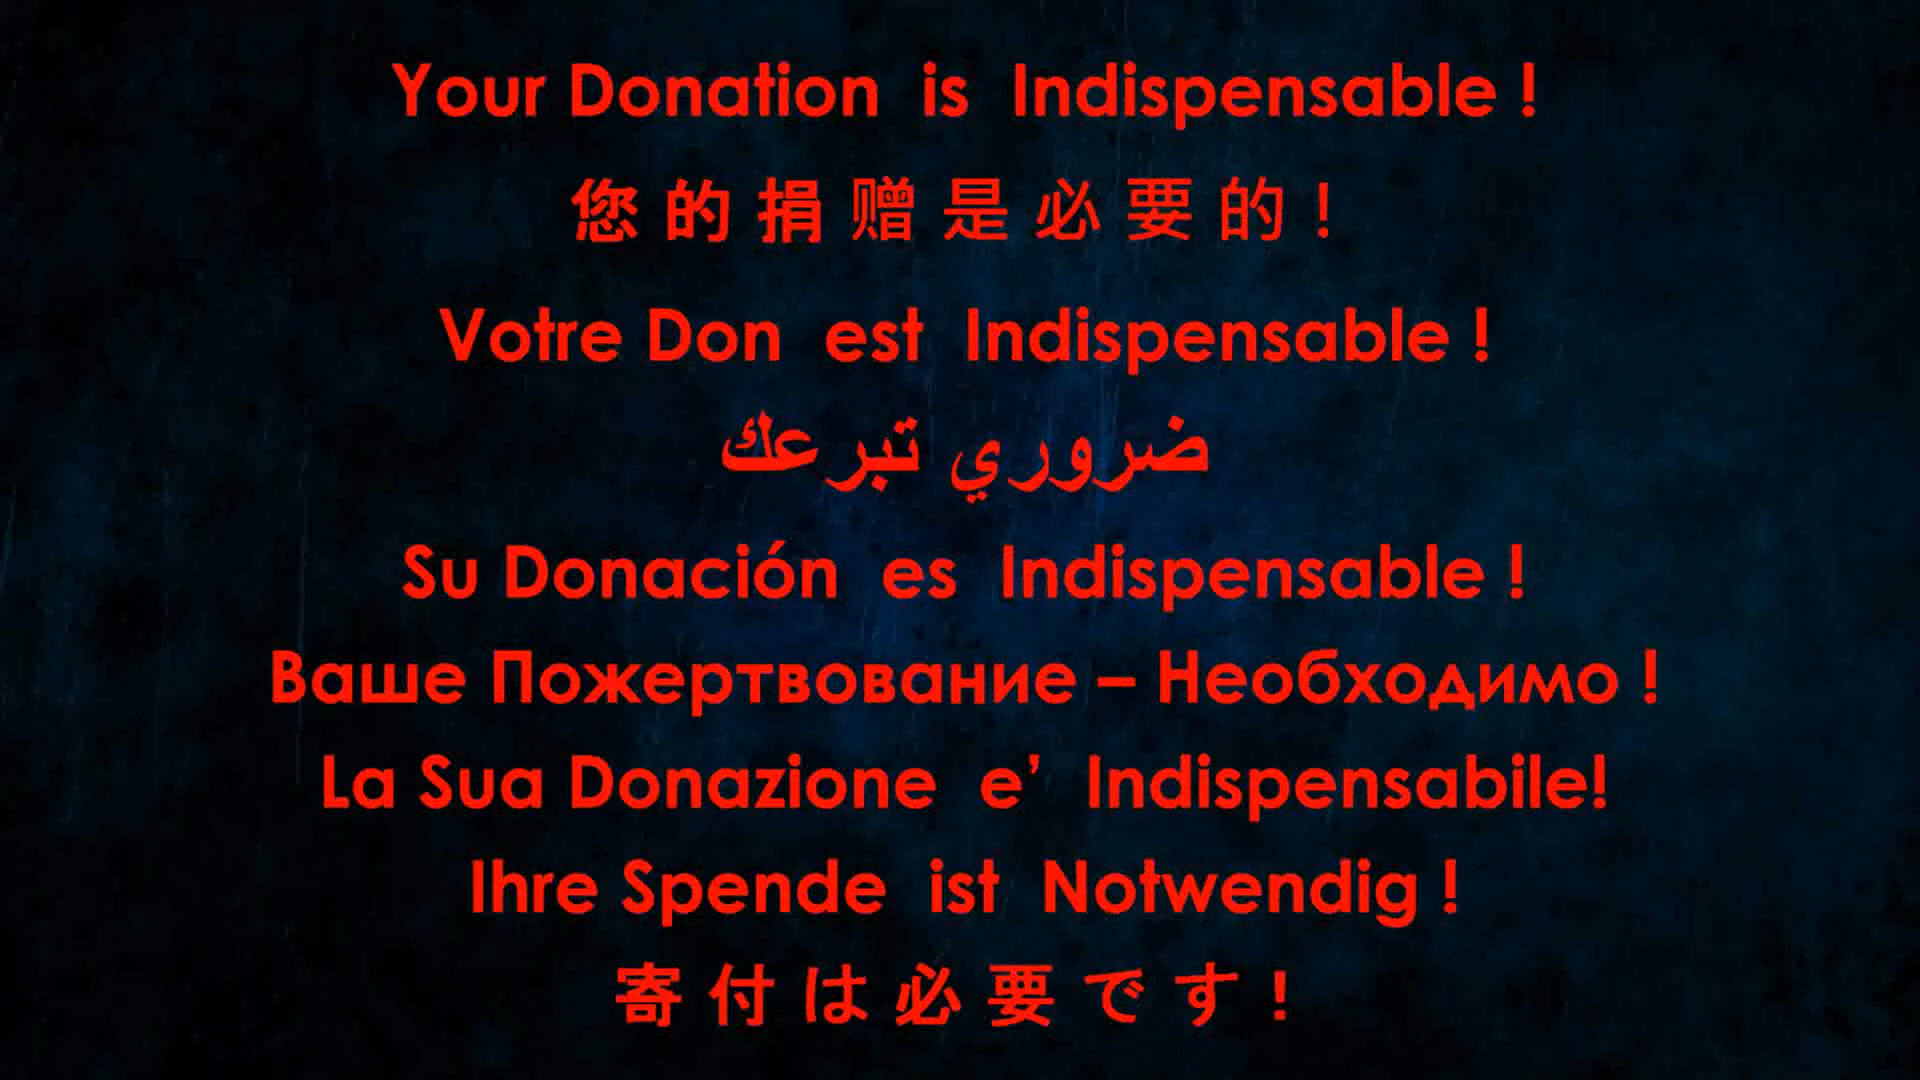 Your Donation is Indispensable !
您的捐赠是必要的!
Votre Don est Indispensable !
ضروري تبرعك
Su Donación es Indispensable !
Ваше Пожертвование – Необходимо !
La Sua Donazione e’ Indispensabile!
Ihre Spende ist Notwendig !
寄付は必要です!